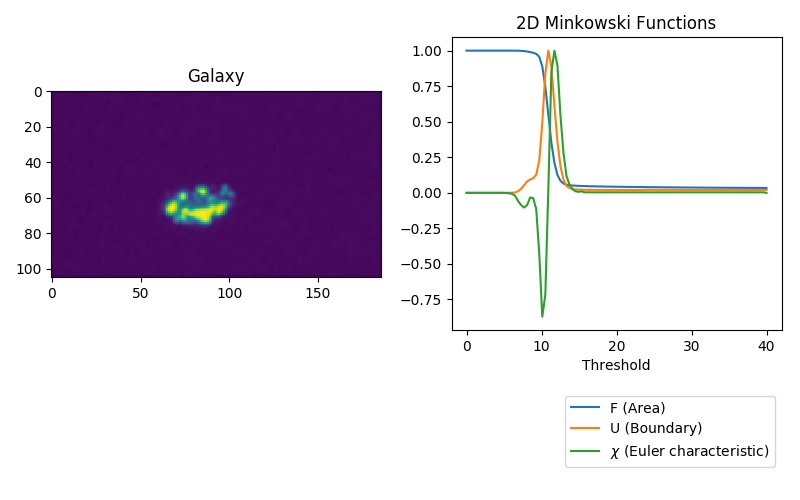 Galaxy
0
20
40
60
80
100
0 50 100 150
2D Minkowski Functions
1.00
0.75
0.50
0.25
0.00
−0.25
−0.50
−0.75
0 10 20 30 40
Threshold
F (Area)
U (Boundary)
χ (Euler characteristic)